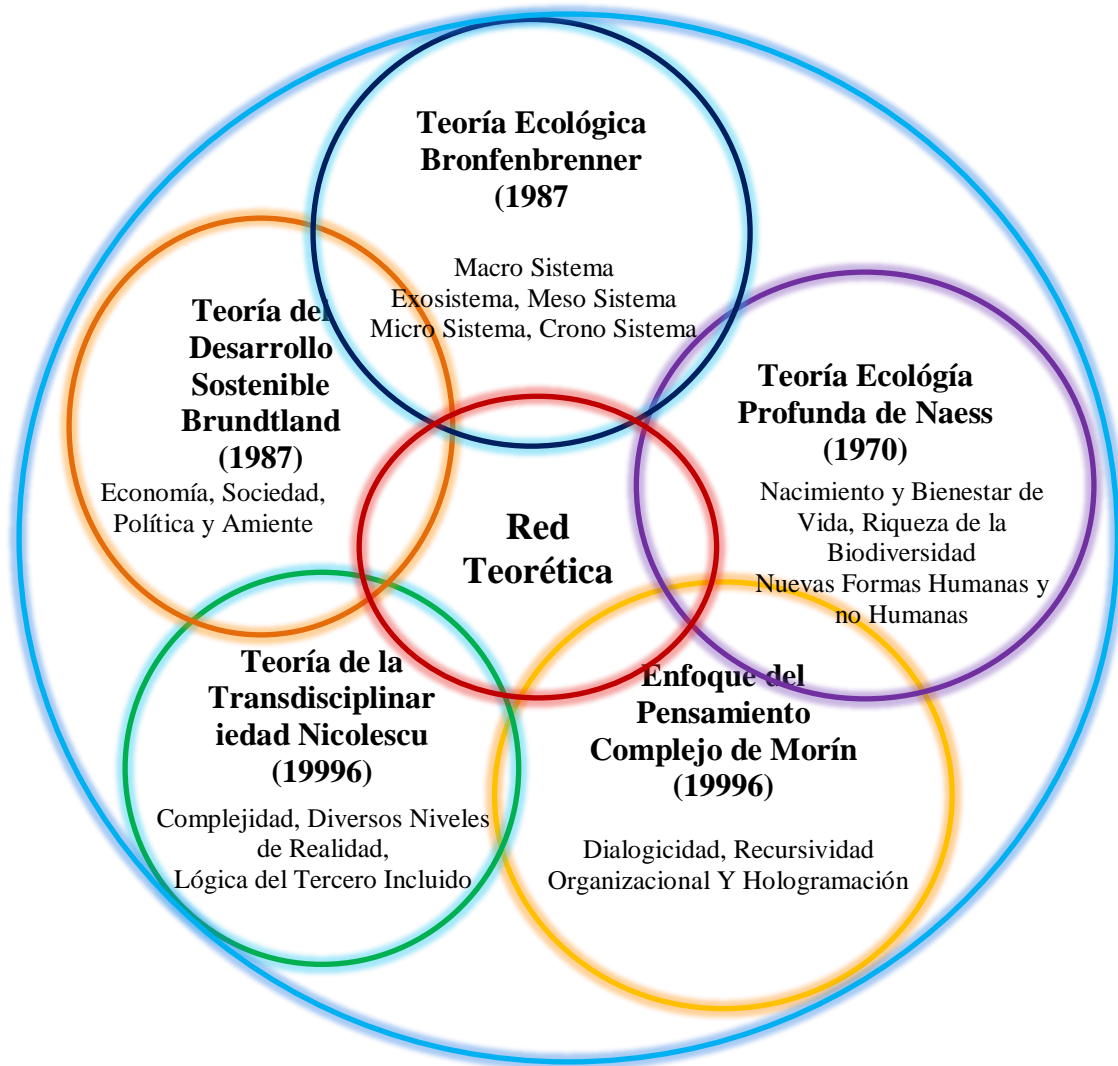 Teoría Ecológica
Bronfenbrenner
(1987
Macro Sistema
Exosistema, Meso Sistema
Micro Sistema, Crono Sistema
Teoría del
Desarrollo
Sostenible
Brundtland
(1987)
Economía, Sociedad,
Política y Amiente
Teoría Ecológía
Profunda de Naess
(1970)
Nacimiento y Bienestar de
Vida, Riqueza de la
Biodiversidad
Nuevas Formas Humanas y
no Humanas
Red
Teorética
Teoría de la
Transdisciplinar
iedad Nicolescu
(19996)
Complejidad, Diversos Niveles
de Realidad,
Lógica del Tercero Incluido
Enfoque del
Pensamiento
Complejo de Morín
(19996)
Dialogicidad, Recursividad
Organizacional Y Hologramación